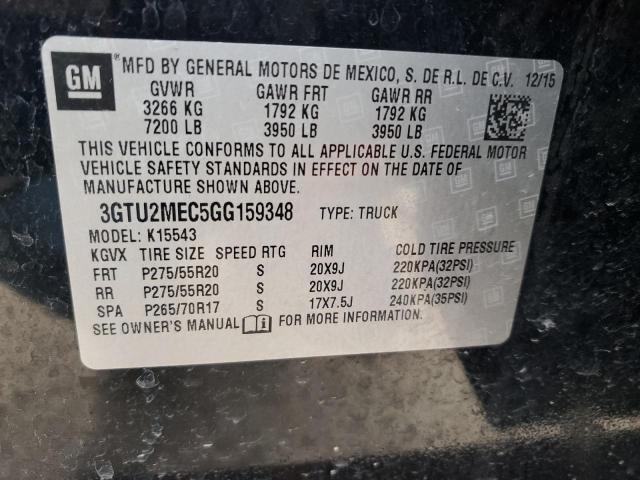 GM ® MFD BY GENERAL MOTORS DE MEXICO, S. DE R.L. DE C.V. 12/15
GVWR GAWR FRT GAWR RR
3266 KG 1792 KG 1792 KG
7200 LB 3950 LB 3950 LB
THIS VEHICLE CONFORMS TO ALL APPLICABLE U.S. FEDERAL MOTOR
VEHICLE SAFETY STANDARDS IN EFFECT ON THE DATE OF
MANUFACTURE SHOWN ABOVE.
3GTU2MEC5GG159348 TYPE: TRUCK
MODEL: K15543
KGVX TIRE SIZE SPEED RTG RIM COLD TIRE PRESSURE
FRT P275/55R20 S 20X9J 220KPA(32PSI)
RR P275/55R20 S 20X9J 220KPA(32PSI)
SPA P265/70R17 S 17X7.5J 240KPA(35PSI)
SEE OWNER'S MANUAL FOR MORE INFORMATION.